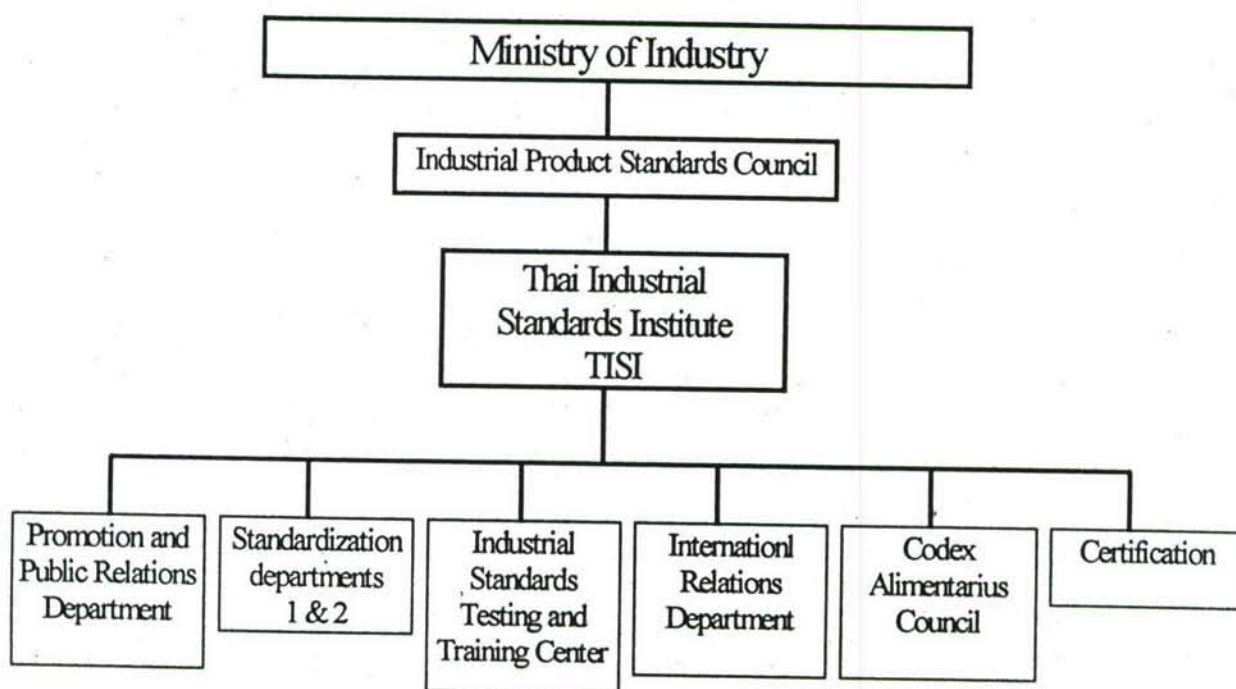 Ministry of Industry
Industrial Product Standards Council
Thai Industrial
Standards Institute
TISI
Promotion and
Public Relations
Department
Standardization
departments
1 & 2
Industrial
Standards
Testing and
Training Center
Internationl
Relations
Department
Codex
Alimentarius
Council
Certification